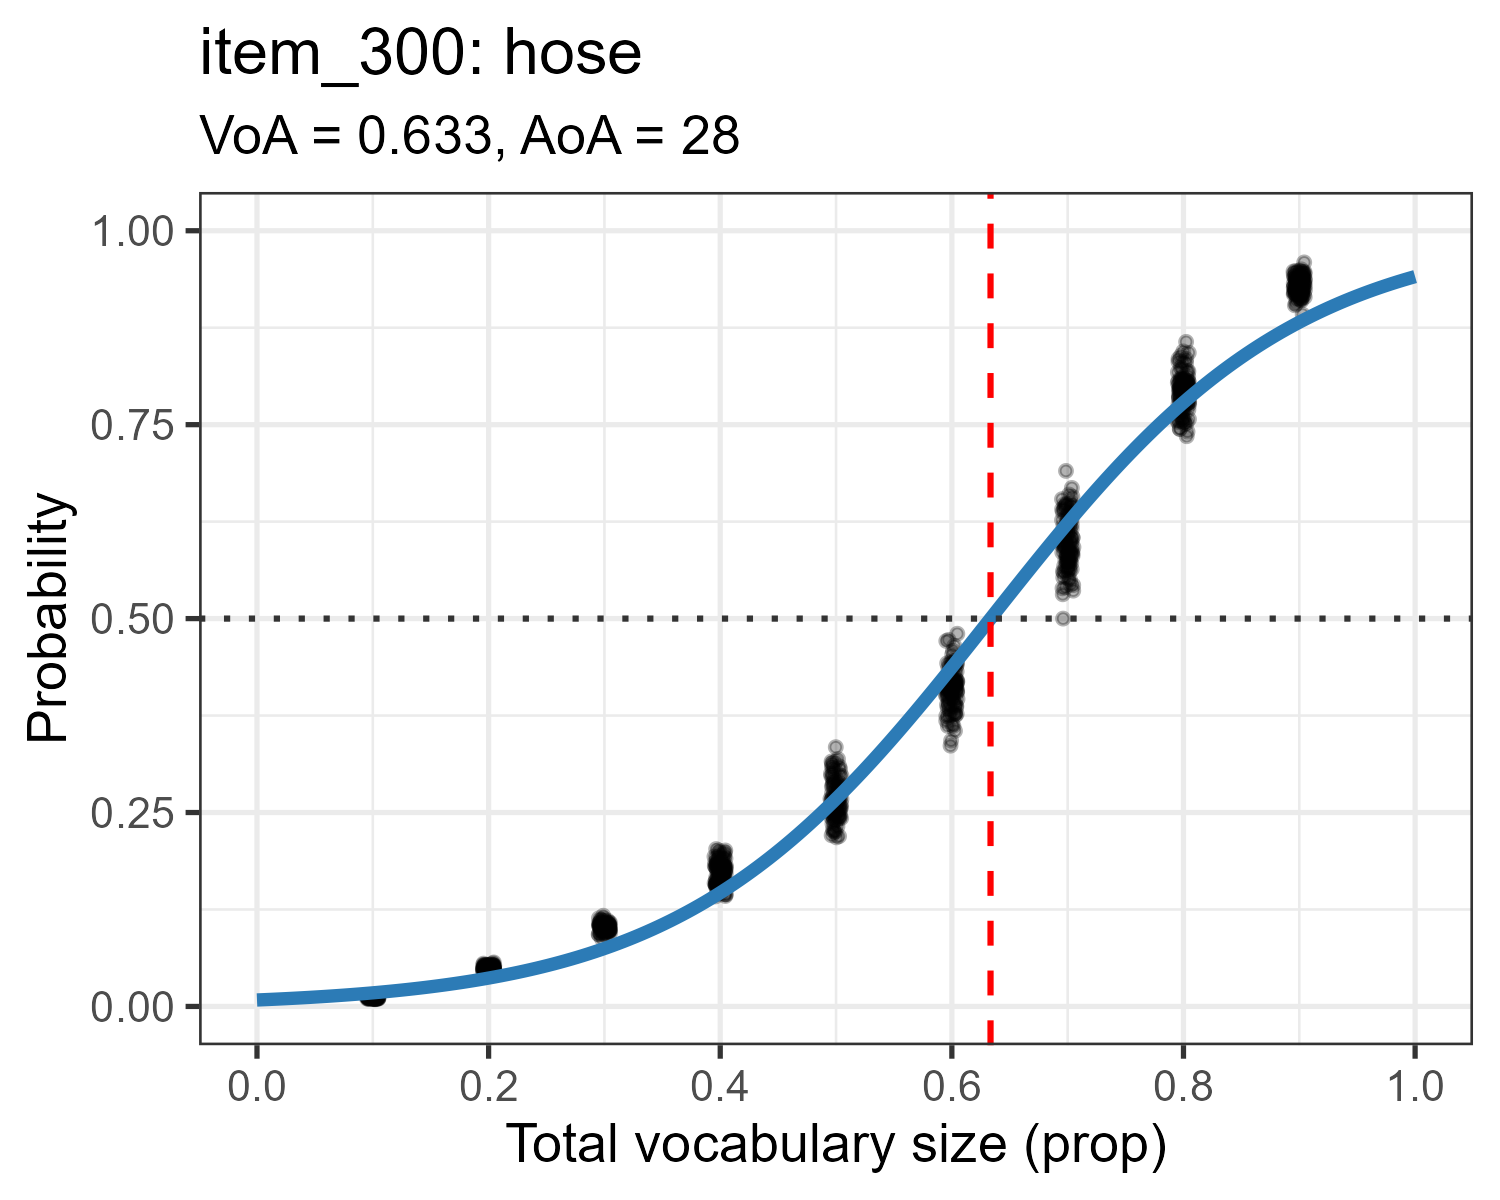 item_300: hose
VoA = 0.633, AoA = 28
1.00
0.75
0.50
0.25
0.00
Probability
0.0 0.2 0.4 0.6 0.8 1.0
Total vocabulary size (prop)